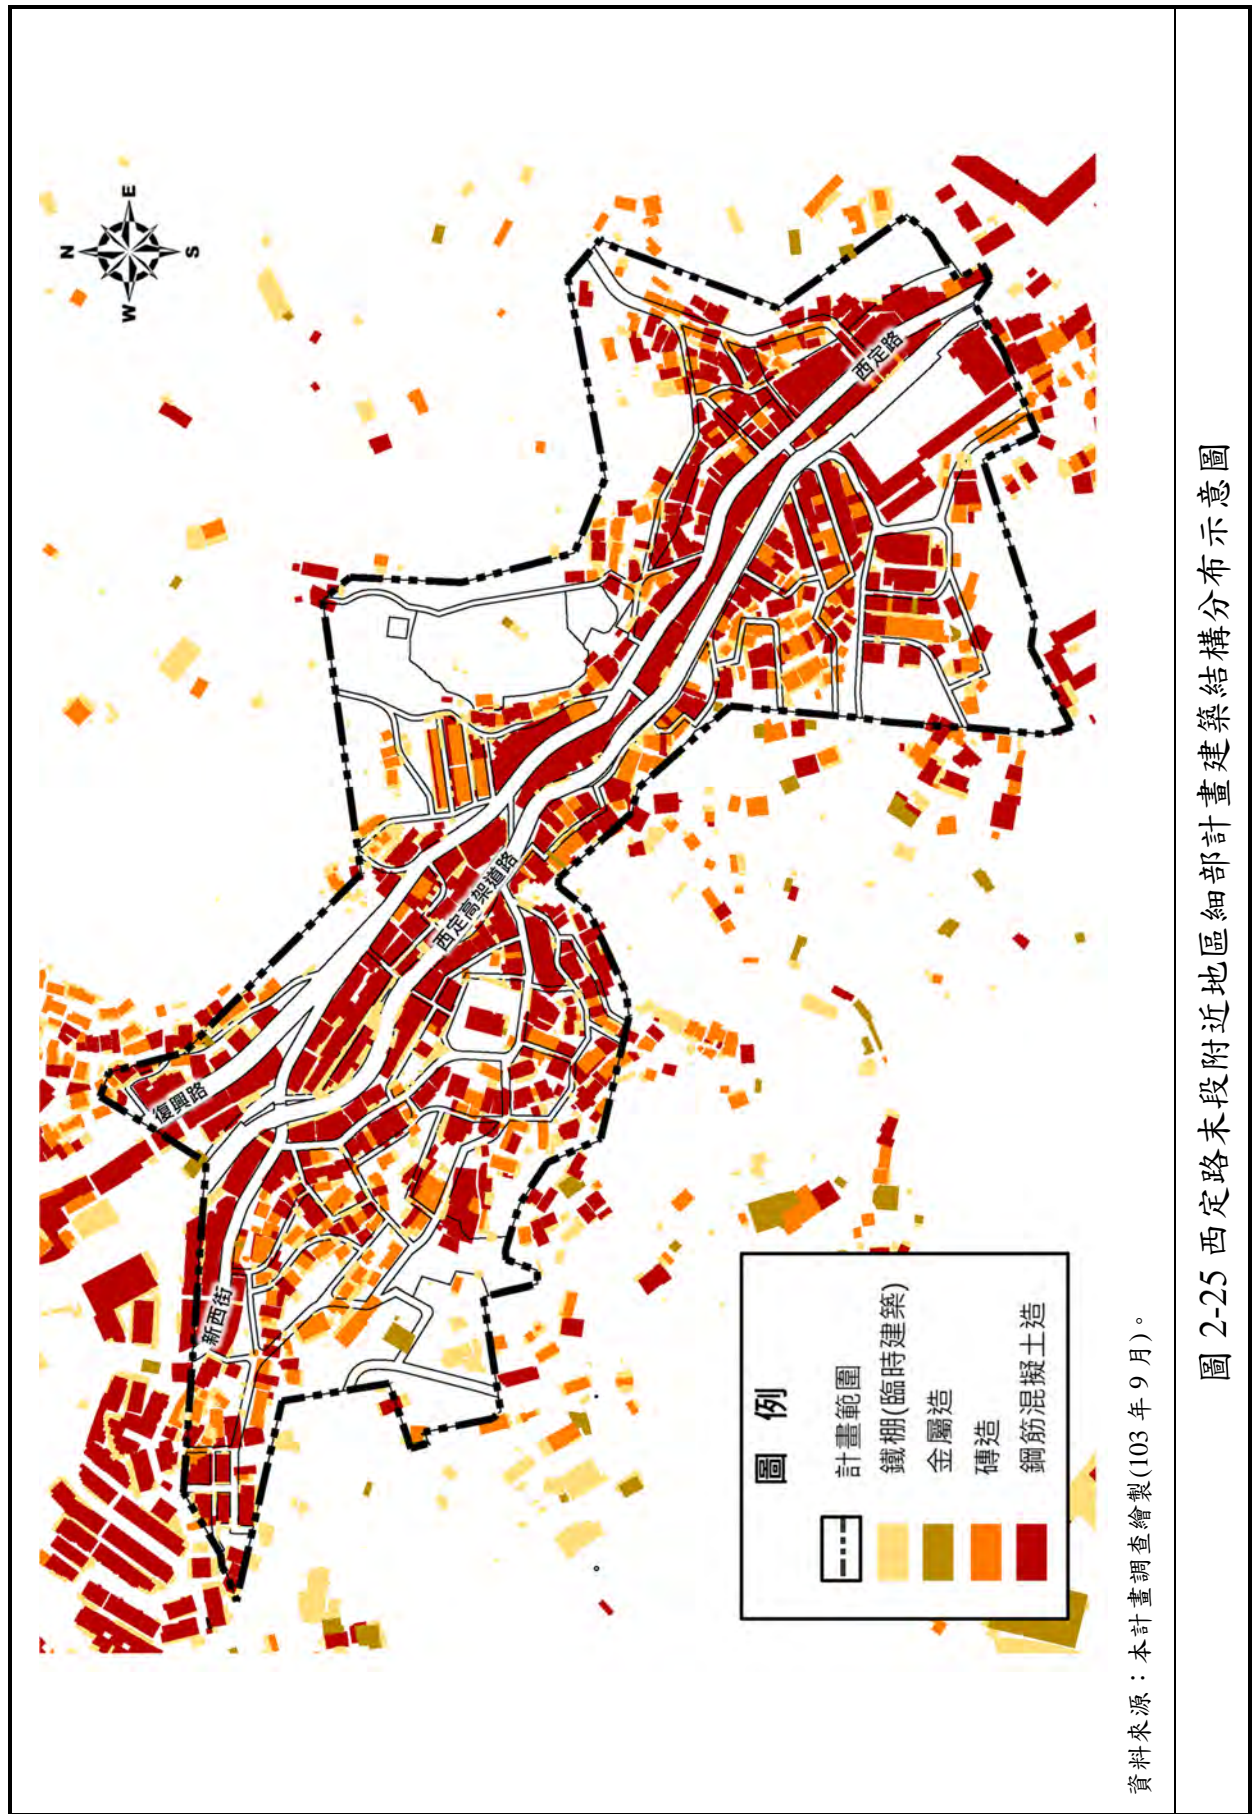 N
E
S
W
復興路
新西街
西定高架道路
西定路
圖 例
計畫範圍
鐵棚(臨時建築)
金屬造
磚造
鋼筋混凝土造
資料來源：本計畫調查繪製(103 年 9 月)。
圖 2-25 西定路末段附近地區細部計畫建築結構分布示意圖